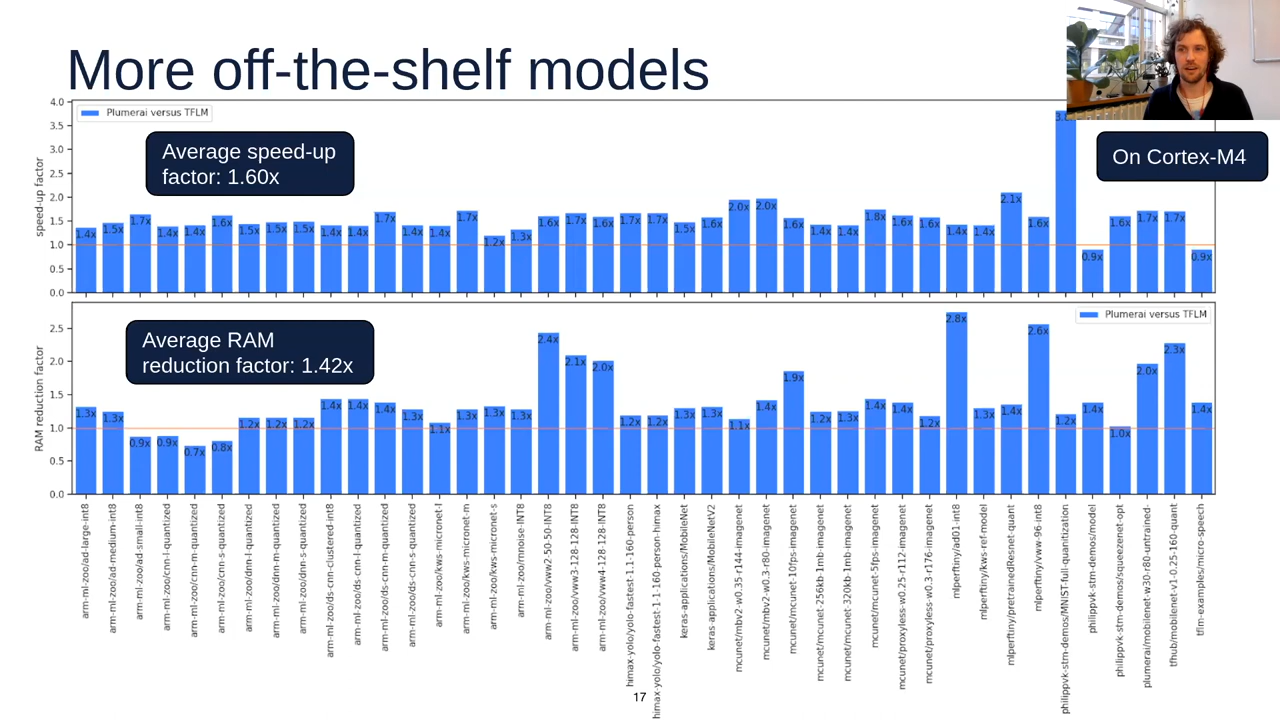 More off-the-shelf models
4.0
3.5
3.0
2.5
2.0
1.5
1.0
0.5
0.0
speed-up factor
Plumerai versus TFLM
Average speed-up
factor: 1.60x
On Cortex-M4
1.4x 1.5x 1.7x 1.4x 1.4x 1.6x 1.5x 1.5x 1.5x 1.4x 1.4x 1.7x 1.4x 1.4x 1.7x 1.2x 1.3x 1.6x 1.7x 1.6x 1.7x 1.7x 1.5x 1.6x 2.0x 2.0x 1.6x 1.4x 1.4x 1.8x 1.6x 1.6x 1.4x 1.4x 2.1x 1.6x 0.9x 1.6x 1.7x 1.7x 0.9x
2.5
2.0
1.5
1.0
0.5
0.0
RAM reduction factor
Plumerai versus TFLM
Average RAM
reduction factor: 1.42x
1.3x 1.3x 0.9x 0.9x 0.7x 0.8x 1.2x 1.2x 1.2x 1.4x 1.4x 1.4x 1.3x 1.1x 1.3x 1.3x 1.3x 2.4x 2.1x 2.0x 1.2x 1.2x 1.3x 1.3x 1.1x 1.4x 1.9x 1.2x 1.3x 1.4x 1.4x 1.2x 2.8x 1.3x 1.4x 2.6x 1.2x 1.4x 1.0x 2.0x 2.3x 1.4x
arm-ml-zoo/ad-large-int8
arm-ml-zoo/ad-medium-int8
arm-ml-zoo/ad-small-int8
arm-ml-zoo/cnn-l-quantized
arm-ml-zoo/cnn-m-quantized
arm-ml-zoo/cnn-s-quantized
arm-ml-zoo/dnn-l-quantized
arm-ml-zoo/dnn-m-quantized
arm-ml-zoo/dnn-s-quantized
arm-ml-zoo/ds-cnn-clustered-int8
arm-ml-zoo/ds-cnn-l-quantized
arm-ml-zoo/ds-cnn-m-quantized
arm-ml-zoo/ds-cnn-s-quantized
arm-ml-zoo/kws-micronet-l
arm-ml-zoo/kws-micronet-m
arm-ml-zoo/kws-micronet-s
arm-ml-zoo/rnnoise-INT8
arm-ml-zoo/vww2-50-50-INT8
arm-ml-zoo/vww3-128-128-INT8
arm-ml-zoo/vww4-128-128-INT8
himax-yolo/yolo-fastest-1.1-160-person
himax-yolo/yolo-fastest-1-1-160-person-himax
keras-applications/MobileNet
keras-applications/MobileNetV2
mcunet/mbv2-w0.35-r144-imagenet
mcunet/mbv2-w0.3-r80-imagenet
mcunet/mcunet-10fps-imagenet
mcunet/mcunet-256kb-1mb-imagenet
mcunet/mcunet-320kb-1mb-imagenet
mcunet/mcunet-5fps-imagenet
mcunet/proxyless-w0.25-r112-imagenet
mcunet/proxyless-w0.3-r176-imagenet
mlperftiny/ad01-int8
mlperftiny/kws-ref-model
mlperftiny/pretrainedResnet-quant
mlperftiny/vww-96-int8
philippvk-stm-demos/MNIST-full-quanitization
philippvk-stm-demos/model
philippvk-stm-demos/squeezenet-opt
plumerai/mobilenet-w30-r80-untrained-
tfhub/mobilenet-v1-0.25-160-quant
tflm-examples/micro-speech
17